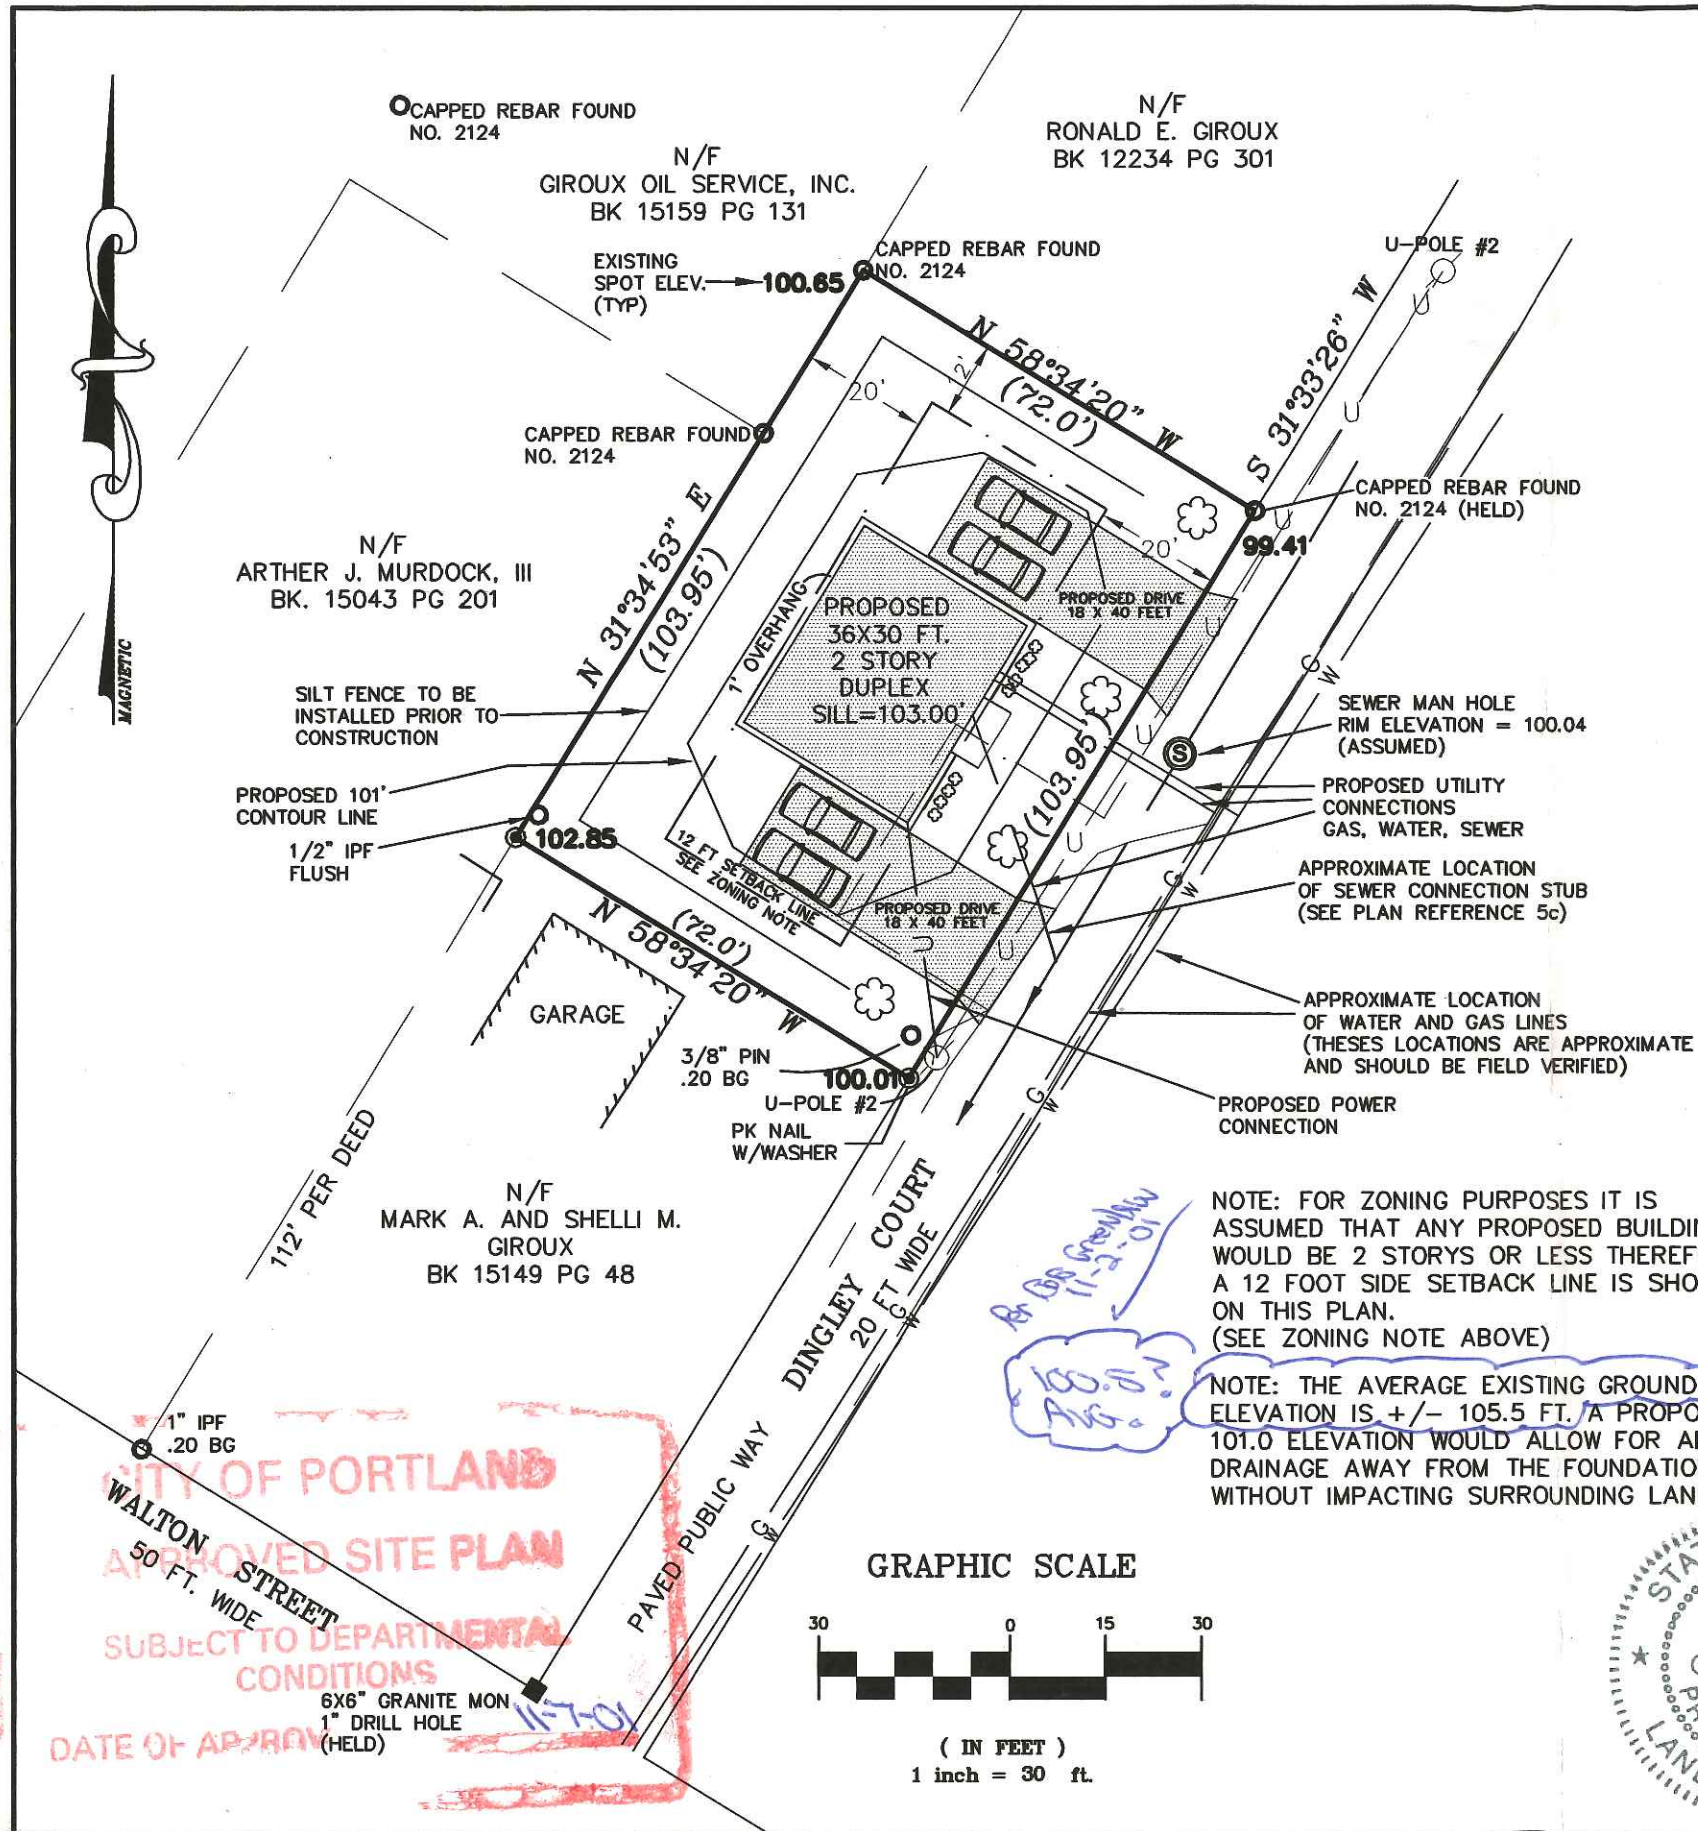 CAPPED REBAR FOUND
NO. 2124
N/F
GIROUX OIL SERVICE, INC.
BK 15159 PG 131
N/F
RONALD E. GIROUX
BK 12234 PG 301
EXISTING
SPOT ELEV.
(TYP)
100.65
CAPPED REBAR FOUND
NO. 2124
U-POLE #2
U
U
N 58°34'20" W
(72.0')
12'
20'
S 31°33'26" W
CAPPED REBAR FOUND
NO. 2124
CAPPED REBAR FOUND
NO. 2124 (HELD)
99.41
U
20'
N 31°34'53" E
(103.95')
N/F
ARTHER J. MURDOCK, III
BK. 15043 PG 201
MAGNETIC
1' OVERHANG
PROPOSED
36X30 FT.
2 STORY
DUPLEX
SILL=103.00'
PROPOSED DRIVE
18 X 40 FEET
U
G
W
SILT FENCE TO BE
INSTALLED PRIOR TO
CONSTRUCTION
SEWER MAN HOLE
RIM ELEVATION = 100.04
(ASSUMED)
S
U
(103.95')
PROPOSED 101'
CONTOUR LINE
PROPOSED UTILITY
CONNECTIONS
GAS, WATER, SEWER
1/2" IPF
FLUSH
102.85
12 FT SETBACK LINE
SEE ZONING NOTE
U
G
W
APPROXIMATE LOCATION
OF SEWER CONNECTION STUB
(SEE PLAN REFERENCE 5c)
PROPOSED DRIVE
18 X 40 FEET
U
U
(72.0')
N 58°34'20" W
GARAGE
APPROXIMATE LOCATION
OF WATER AND GAS LINES
(THESES LOCATIONS ARE APPROXIMATE
AND SHOULD BE FIELD VERIFIED)
3/8" PIN
.20 BG
100.01
U-POLE #2
PK NAIL
W/WASHER
G
W
PROPOSED POWER
CONNECTION
112' PER DEED
N/F
MARK A. AND SHELLI M.
GIROUX
BK 15149 PG 48
DINGLEY COURT
20 FT WIDE
G
W
PAVED PUBLIC WAY
Per
11-2-01
NOTE: FOR ZONING PURPOSES IT IS
ASSUMED THAT ANY PROPOSED BUILDIN
WOULD BE 2 STORYS OR LESS THEREF
A 12 FOOT SIDE SETBACK LINE IS SHO
ON THIS PLAN.
(SEE ZONING NOTE ABOVE)
100.5?
AVG.
NOTE: THE AVERAGE EXISTING GROUND
ELEVATION IS +/- 105.5 FT. A PROPO
101.0 ELEVATION WOULD ALLOW FOR A
DRAINAGE AWAY FROM THE FOUNDATIO
WITHOUT IMPACTING SURROUNDING LAN
1" IPF
.20 BG
CITY OF PORTLAND
WALTON STREET
50 FT. WIDE
APPROVED SITE PLAN
SUBJECT TO DEPARTMENTAL
CONDITIONS
6X6" GRANITE MON
1" DRILL HOLE
(HELD)
11-7-01
DATE OF APPROV
G
W
GRAPHIC SCALE
30 0 15 30
( IN FEET )
1 inch = 30 ft.
STAT
LAN